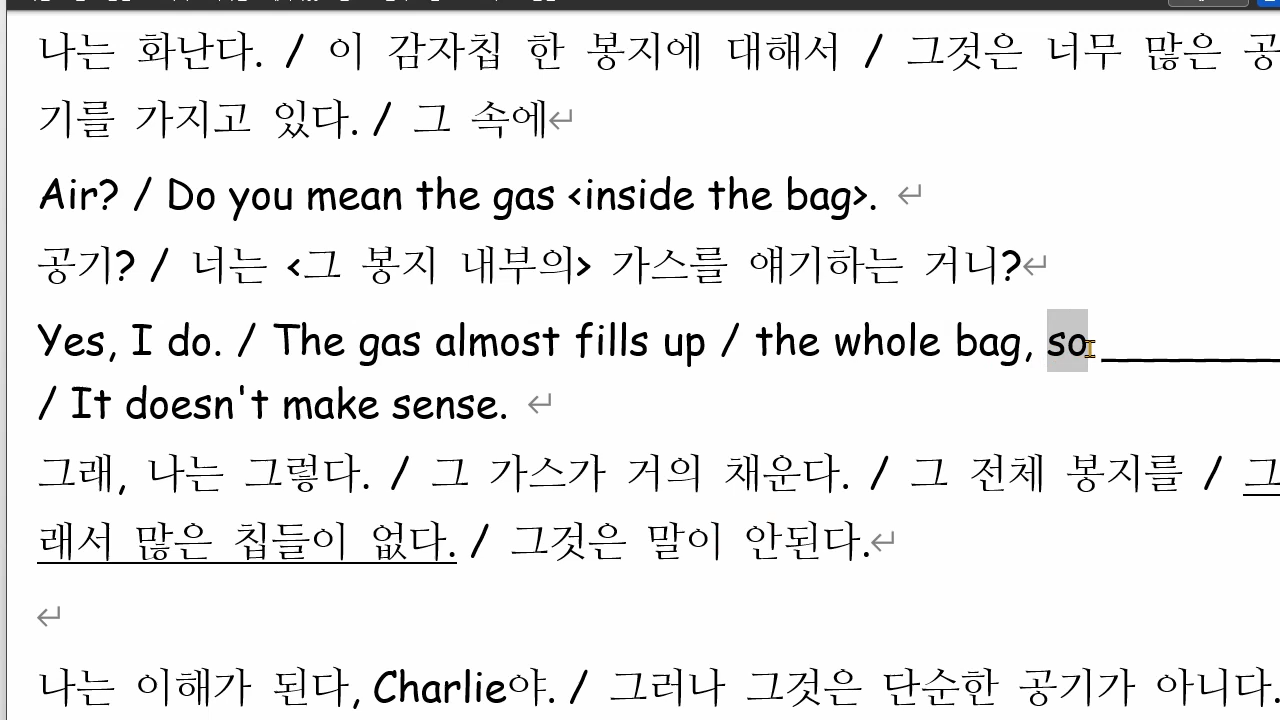 나는 화난다. / 이 감자칩 한 봉지에 대해서 / 그것은 너무 많은 공
기를 가지고 있다. / 그 속에
Air? / Do you mean the gas <inside the bag>.
공기? / 너는 <그 봉지 내부의> 가스를 얘기하는 거니?
Yes, I do. / The gas almost fills up / the whole bag, so ________
/ It doesn't make sense.
그래, 나는 그렇다. / 그 가스가 거의 채운다. / 그 전체 봉지를 / 그
래서 많은 칩들이 없다. / 그것은 말이 안된다.
나는 이해가 된다, Charlie야. / 그러나 그것은 단순한 공기가 아니다.